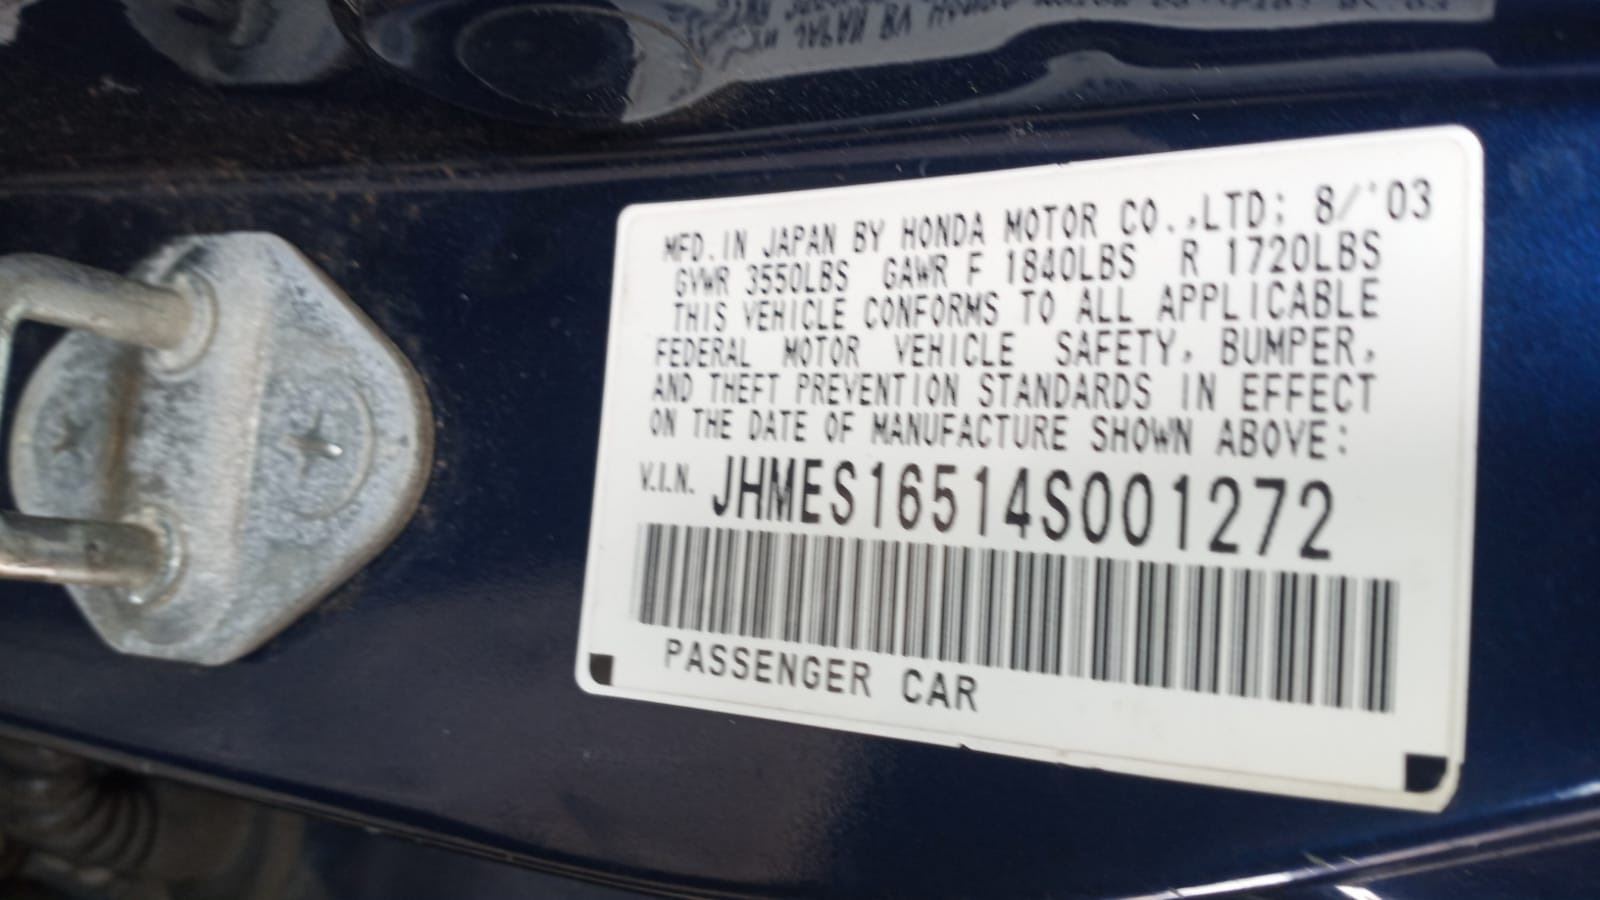 MFD. IN JAPAN BY HONDA MOTOR CO., LTD: 8/'03
GVWR 3550LBS GAWR F 1840LBS R 1720LBS
THIS VEHICLE CONFORMS TO ALL APPLICABLE
FEDERAL MOTOR VEHICLE SAFETY, BUMPER,
AND THEFT PREVENTION STANDARDS IN EFFECT
ON THE DATE OF MANUFACTURE SHOWN ABOVE:
V.I.N. JHMES16514S001272
PASSENGER CAR